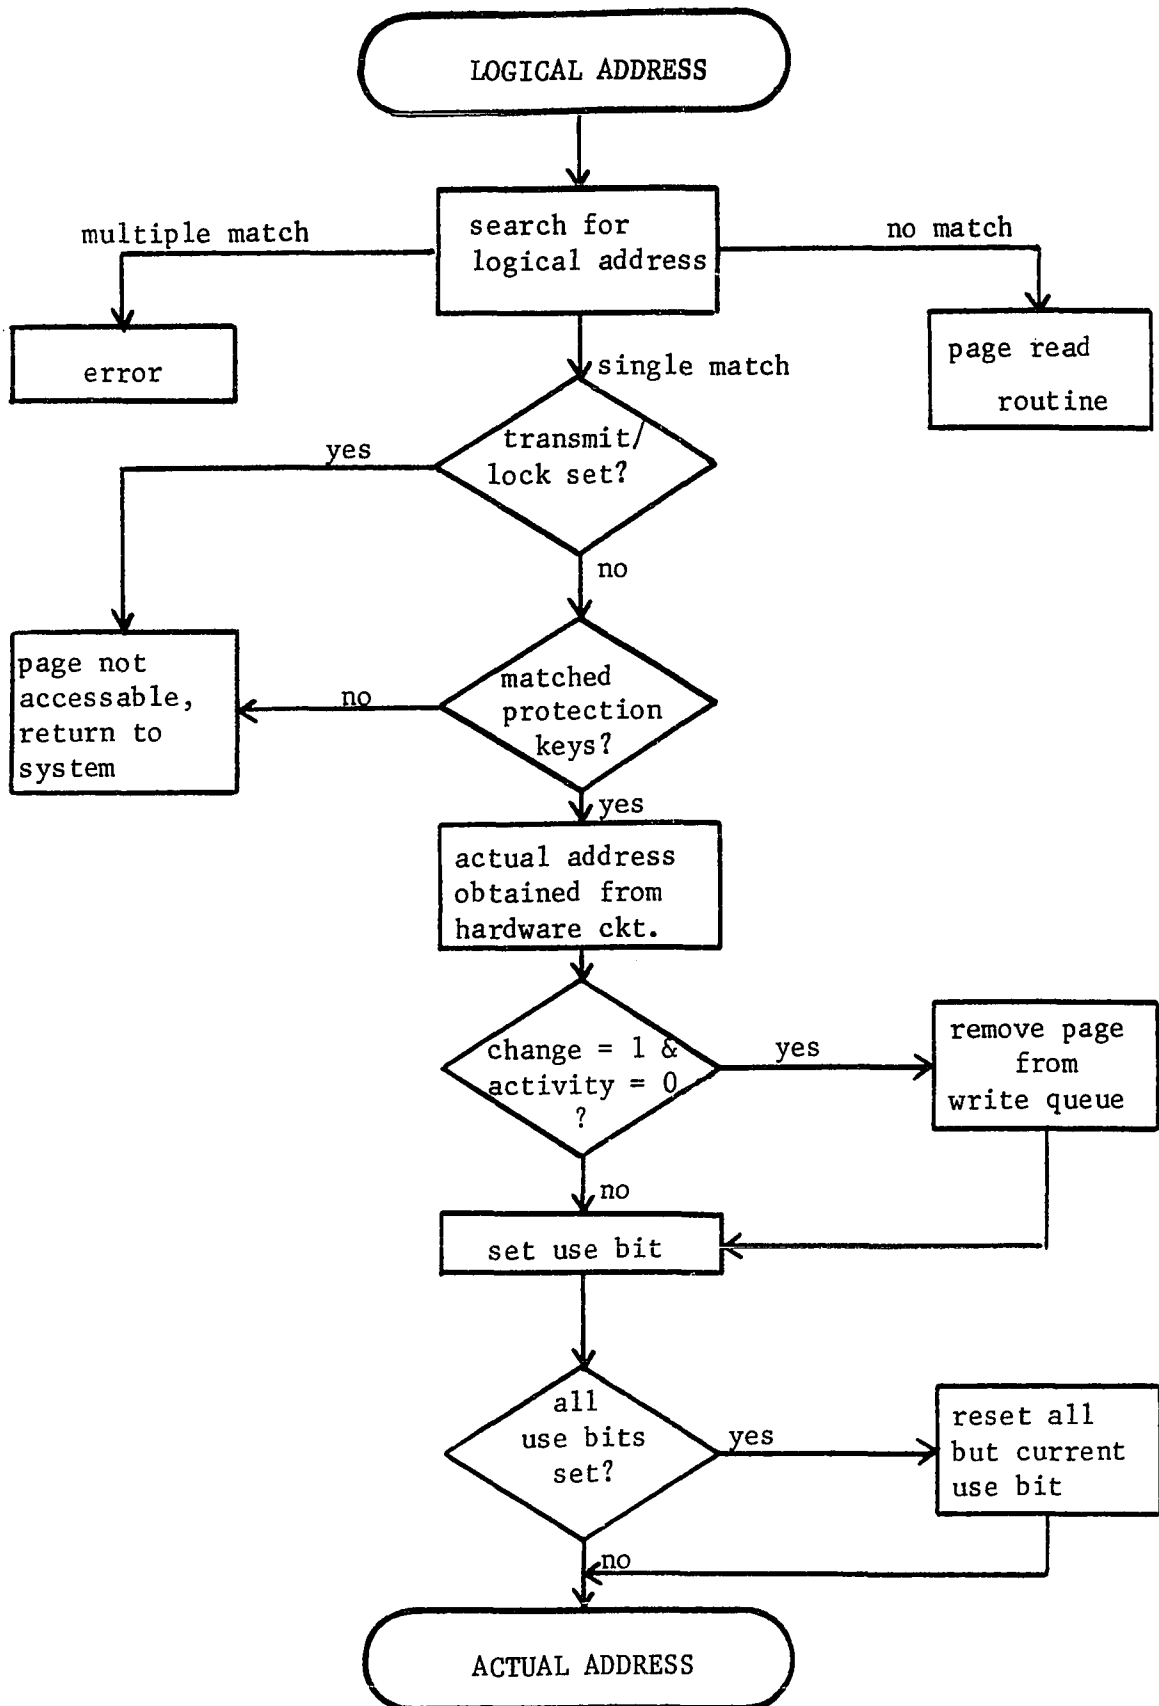 LOGICAL ADDRESS
search for
logical address
multiple match
no match
error
page read
routine
single match
transmit/
lock set?
yes
no
page not
accessable,
return to
system
no
matched
protection
keys?
yes
actual address
obtained from
hardware ckt.
change = 1 &
activity = 0
?
yes
remove page
from
write queue
no
set use bit
all
use bits
set?
yes
reset all
but current
use bit
no
ACTUAL ADDRESS